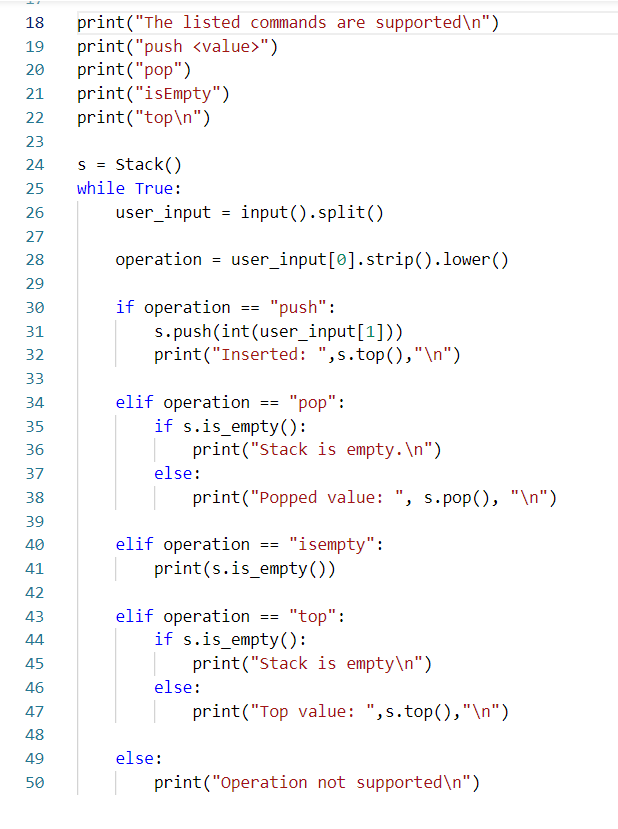 18 print("The listed commands are supported\n")
19 print("push <value>")
20 print("pop")
21 print("isEmpty")
22 print("top\n")
23
24 s = Stack()
25 while True:
26     user_input = input().split()
27
28     operation = user_input[0].strip().lower()
29
30     if operation == "push":
31         s.push(int(user_input[1]))
32         print("Inserted: ",s.top(),"\n")
33
34     elif operation == "pop":
35         if s.is_empty():
36             print("Stack is empty.\n")
37         else:
38             print("Popped value: ", s.pop(), "\n")
39
40     elif operation == "isempty":
41         print(s.is_empty())
42
43     elif operation == "top":
44         if s.is_empty():
45             print("Stack is empty\n")
46         else:
47             print("Top value: ",s.top(),"\n")
48
49     else:
50         print("Operation not supported\n")